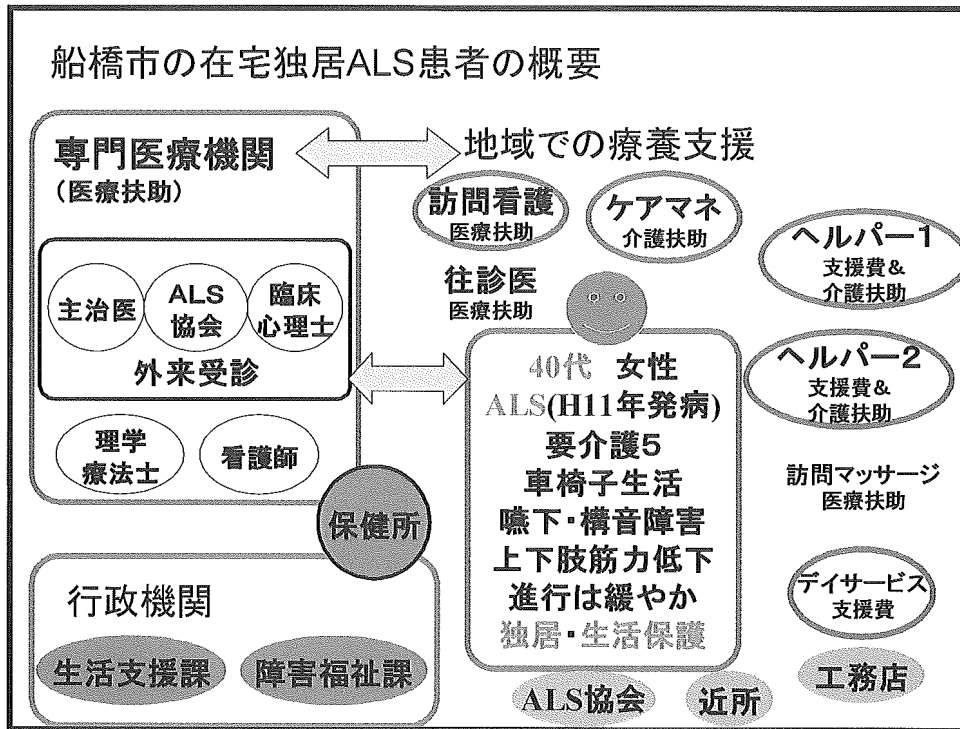 船橋市の在宅独居ALS患者の概要
専門医療機関
(医療扶助)
主治医
ALS
協会
臨床
心理士
外来受診
理学
療法士
看護師
保健所
行政機関
生活支援課
障害福祉課
地域での療養支援
訪問看護
医療扶助
ケアマネ
介護扶助
往診医
医療扶助
ヘルパー1
支援費&
介護扶助
ヘルパー2
支援費&
介護扶助
訪問マッサージ
医療扶助
デイサービス
支援費
工務店
40代 女性
ALS(H11年発病)
要介護5
車椅子生活
嚥下・構音障害
上下肢筋力低下
進行は緩やか
独居・生活保護
ALS協会
近所